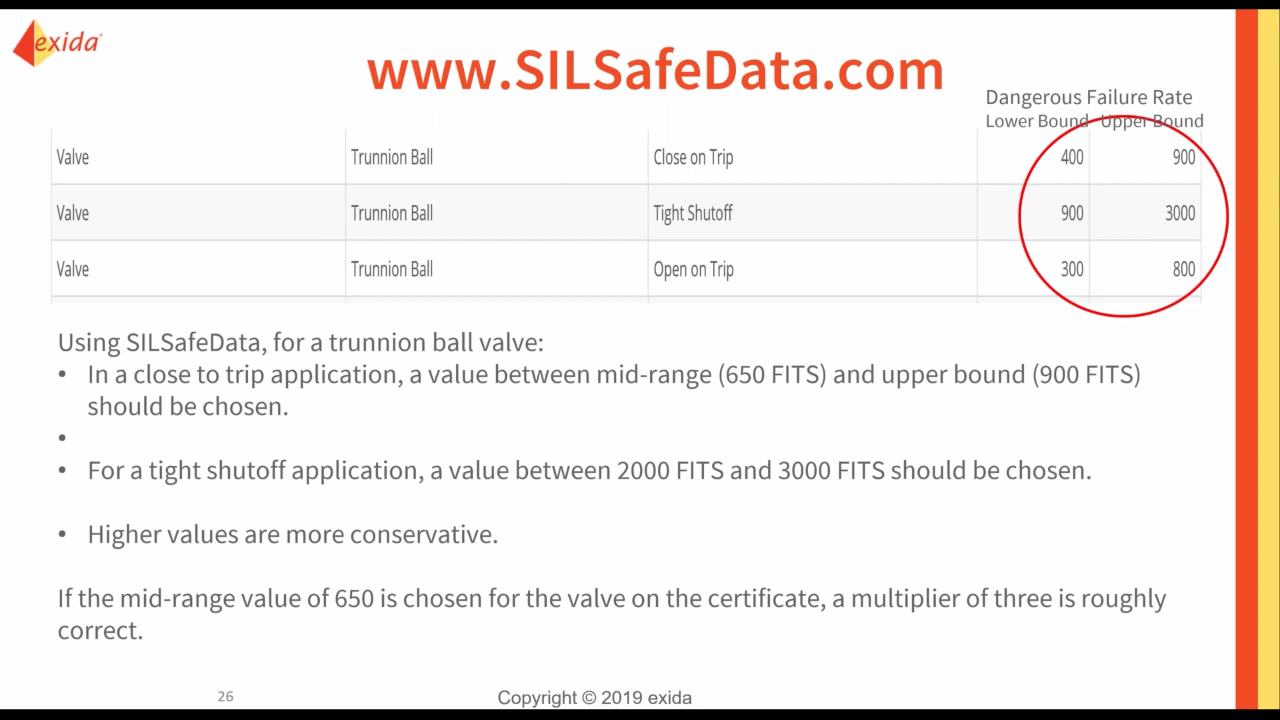 exida
www.SILSafeData.com
Dangerous Failure Rate
Lower Bound Upper Bound
Valve Trunnion Ball Close on Trip 400 900
Valve Trunnion Ball Tight Shutoff 900 3000
Valve Trunnion Ball Open on Trip 300 800
Using SILSafeData, for a trunnion ball valve:
• In a close to trip application, a value between mid-range (650 FITS) and upper bound (900 FITS)
should be chosen.
•
• For a tight shutoff application, a value between 2000 FITS and 3000 FITS should be chosen.
• Higher values are more conservative.
If the mid-range value of 650 is chosen for the valve on the certificate, a multiplier of three is roughly
correct.
26
Copyright © 2019 exida